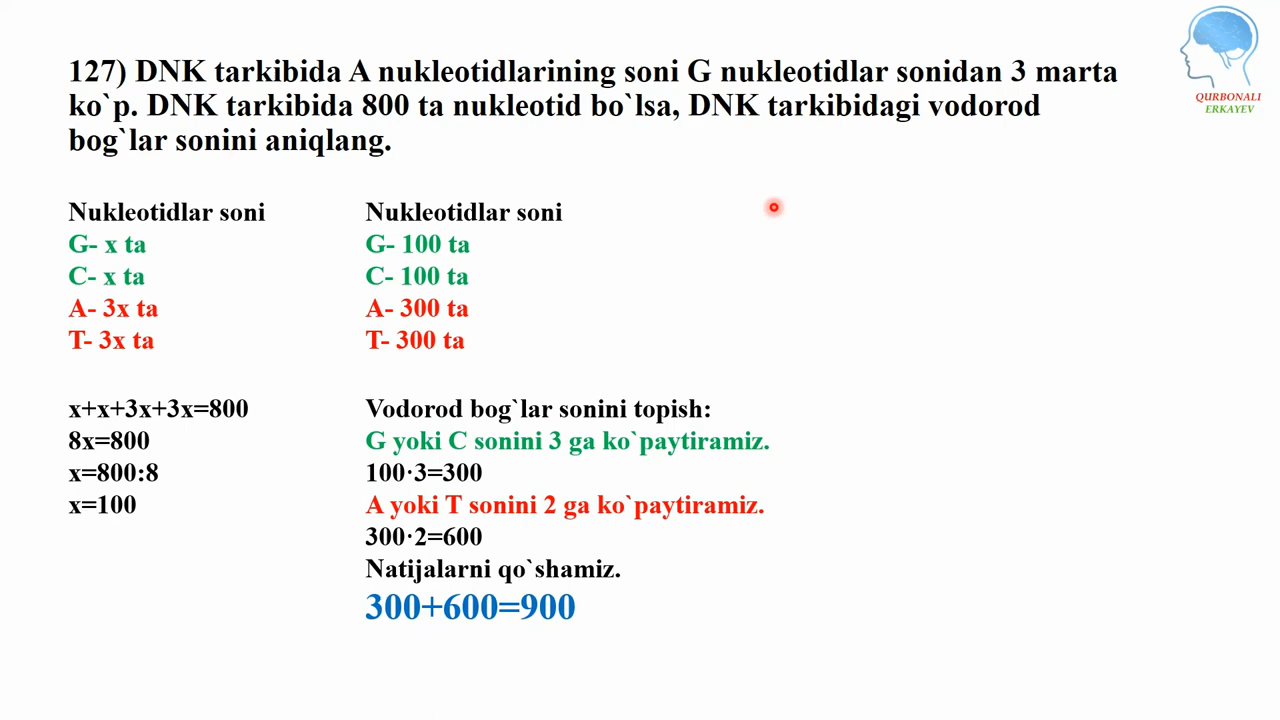 127) DNK tarkibida A nukleotidlarining soni G nukleotidlar sonidan 3 marta
ko`p. DNK tarkibida 800 ta nukleotid bo`lsa, DNK tarkibidagi vodorod
bog`lar sonini aniqlang.
QURBONALI
ERKAYEV
Nukleotidlar soni
G- x ta
C- x ta
A- 3x ta
T- 3x ta
x+x+3x+3x=800
8x=800
x=800:8
x=100
Nukleotidlar soni
G- 100 ta
C- 100 ta
A- 300 ta
T- 300 ta
Vodorod bog`lar sonini topish:
G yoki C sonini 3 ga ko`paytiramiz.
100·3=300
A yoki T sonini 2 ga ko`paytiramiz.
300·2=600
Natijalarni qo`shamiz.
300+600=900